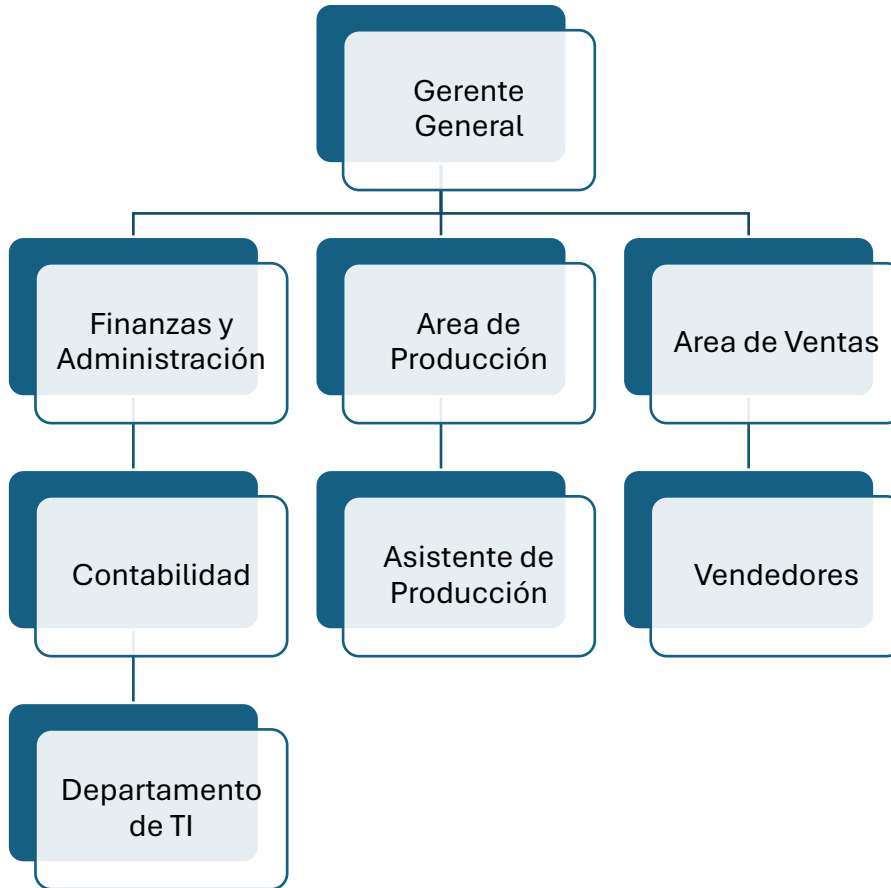 Gerente
General
Finanzas y
Administración
Area de
Producción
Area de Ventas
Contabilidad
Asistente de
Producción
Vendedores
Departamento
de TI